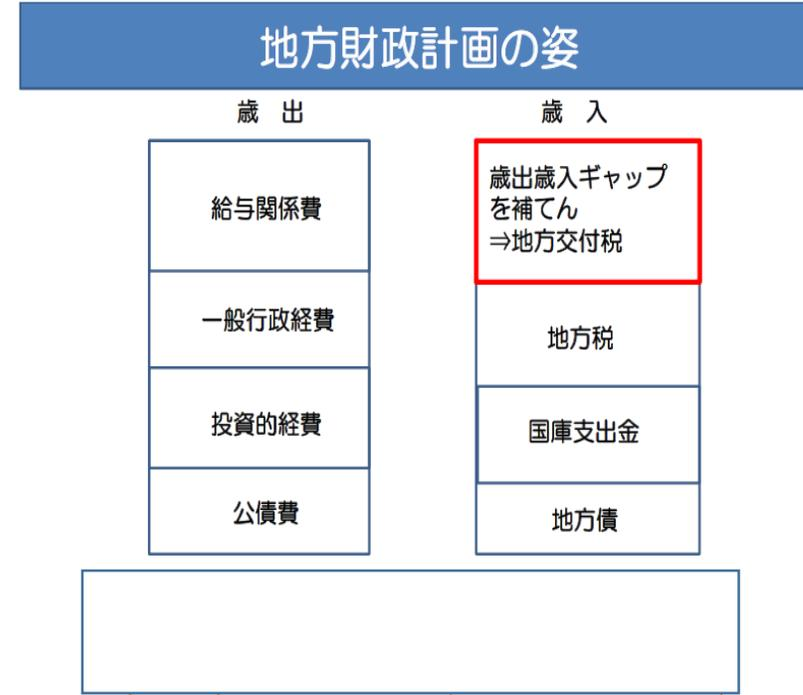 地方財政計画の姿
歳 出
給与関係費
一般行政経費
投資的経費
公債費
歳 入
歳出歳入ギャップ
を補てん
⇒地方交付税
地方税
国庫支出金
地方債